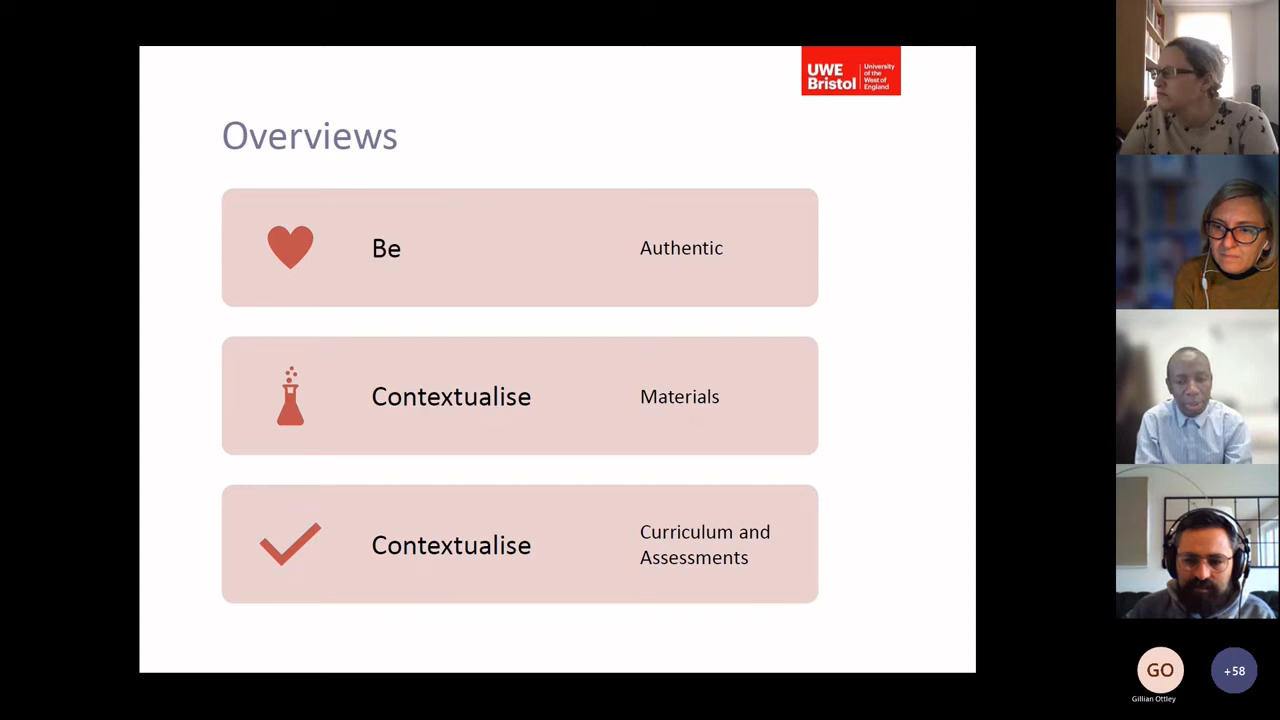 UWE
Bristol
University
of the
West of
England
Overviews
Be
Authentic
Contextualise
Materials
Contextualise
Curriculum and
Assessments
GO
+58
Gillian Ottley